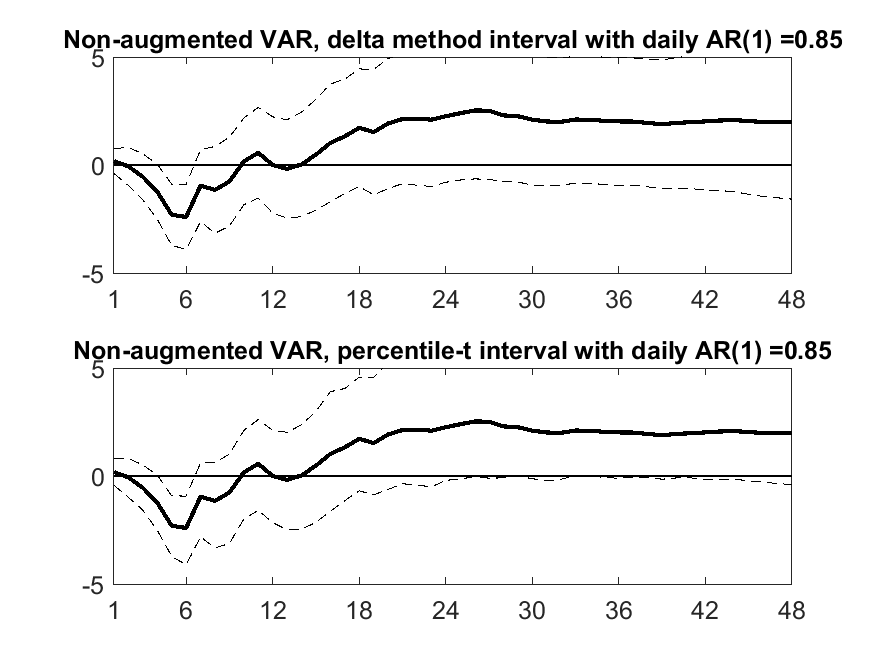 Non-augmented VAR, delta method interval with daily AR(1) =0.85
5
0
-5
1 6 12 18 24 30 36 42 48
Non-augmented VAR, percentile-t interval with daily AR(1) =0.85
5
0
-5
1 6 12 18 24 30 36 42 48